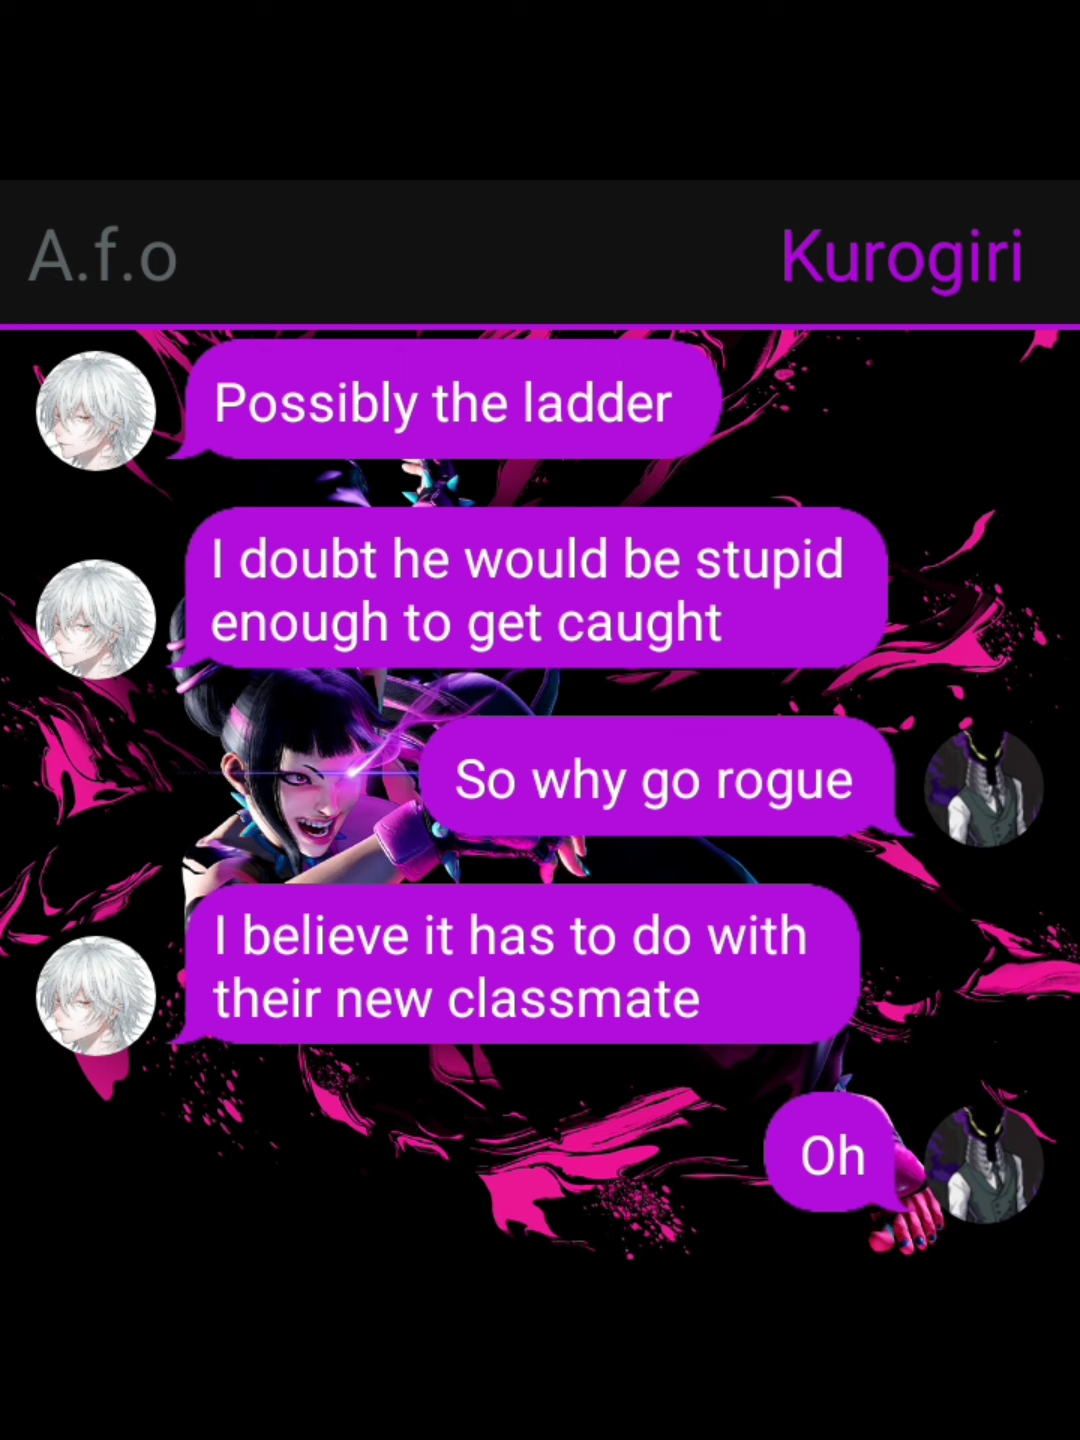 A.f.o
Kurogiri
Possibly the ladder
I doubt he would be stupid
enough to get caught
So why go rogue
I believe it has to do with
their new classmate
Oh